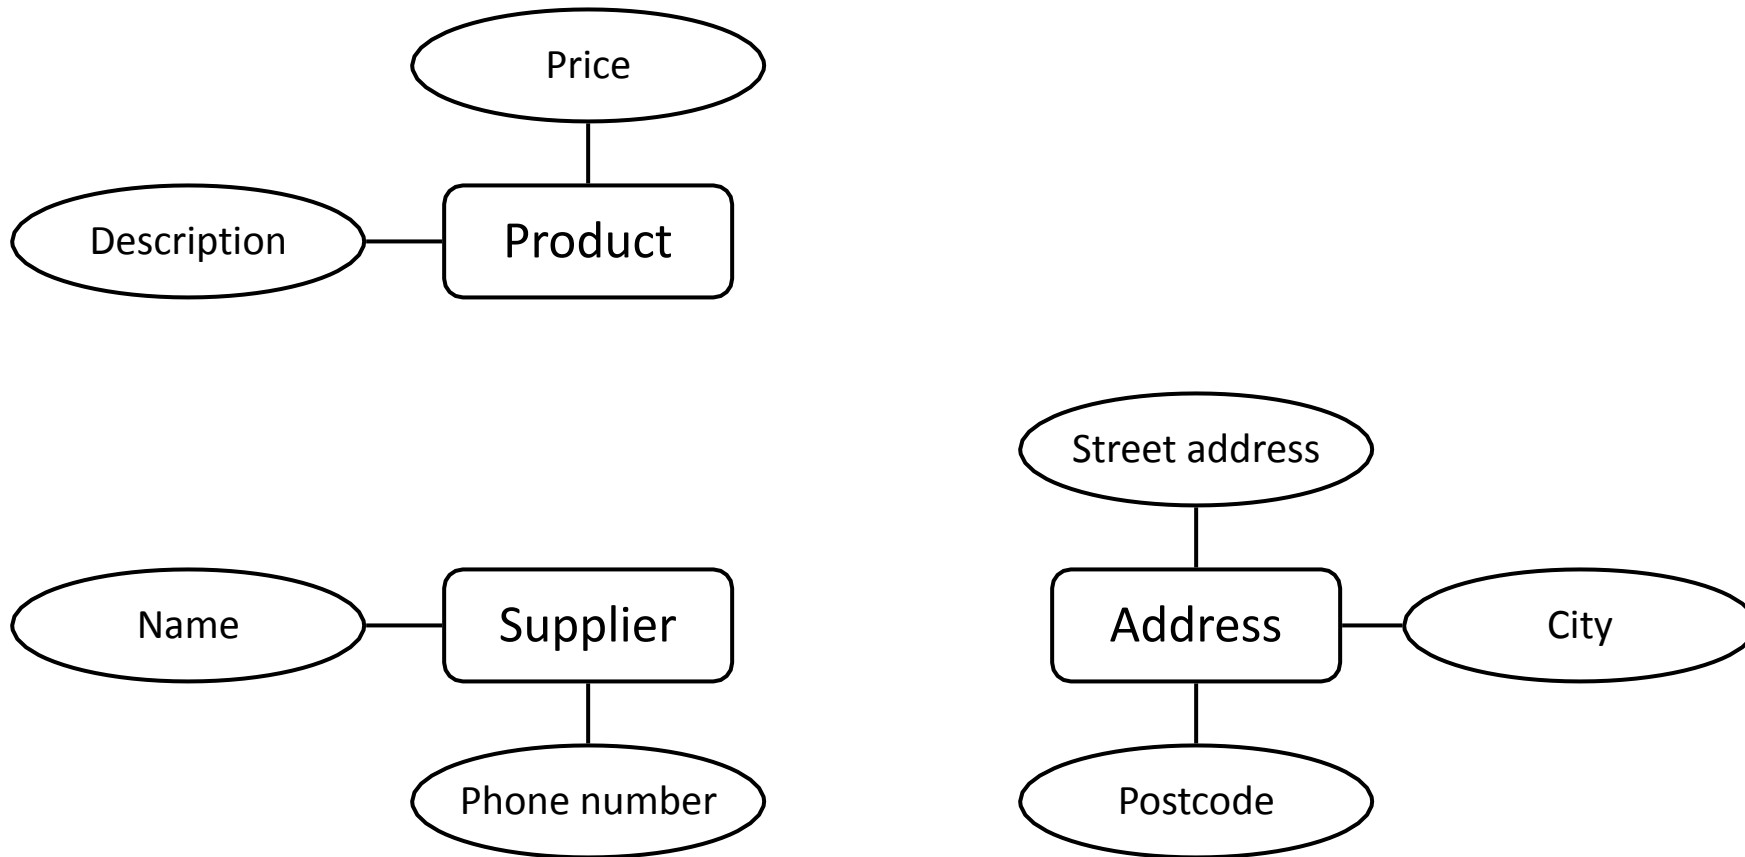 Price
Description
Product
Street address
Name
Supplier
Address
City
Phone number
Postcode